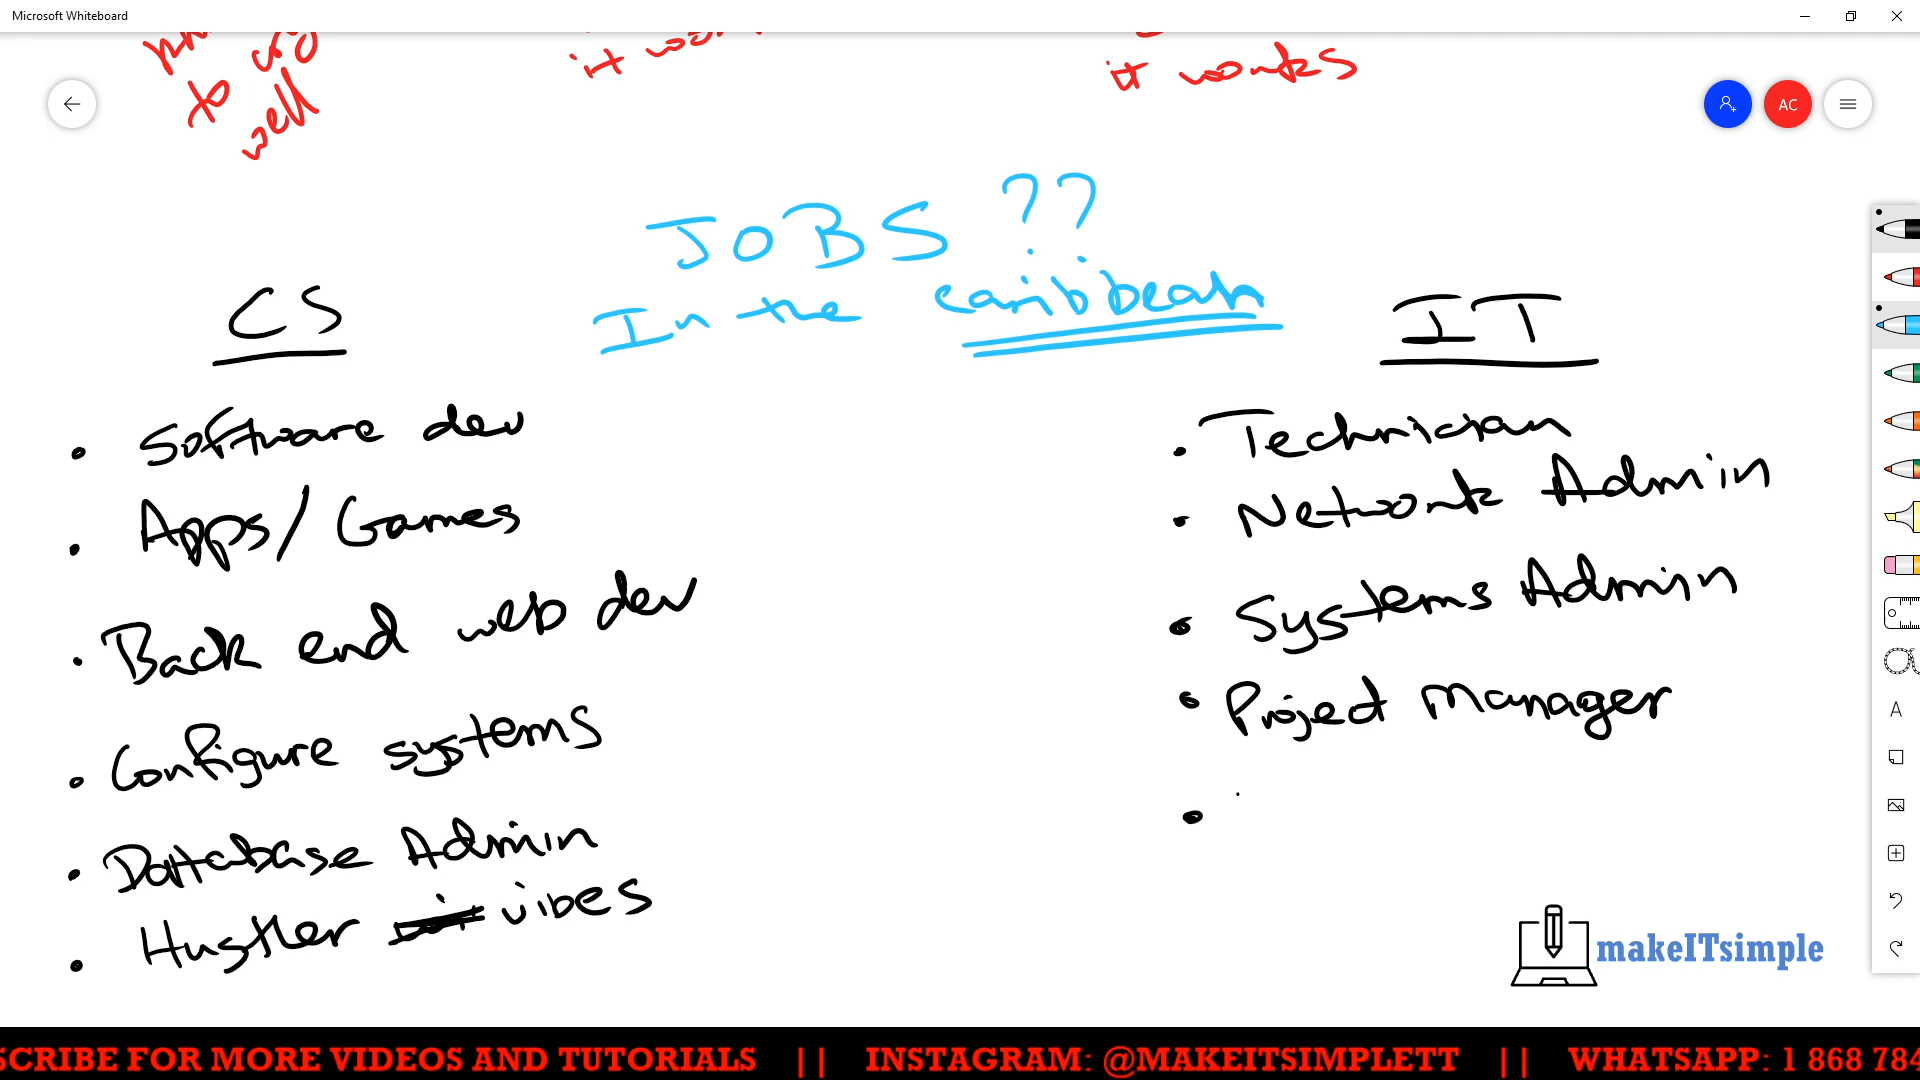 Microsoft Whiteboard
to
well
it works
AC
JOBS ??
In the caribbean
CS
Software dev
Apps/Games
Back end web dev
Configure systems
Database Admin
Hustler vibes
IT
Technician
Network Admin
Systems Admin
Project Manager
makeITsimple
SCRIBE FOR MORE VIDEOS AND TUTORIALS || INSTAGRAM: @MAKEITSIMPLETT || WHATSAPP: 1 868 784